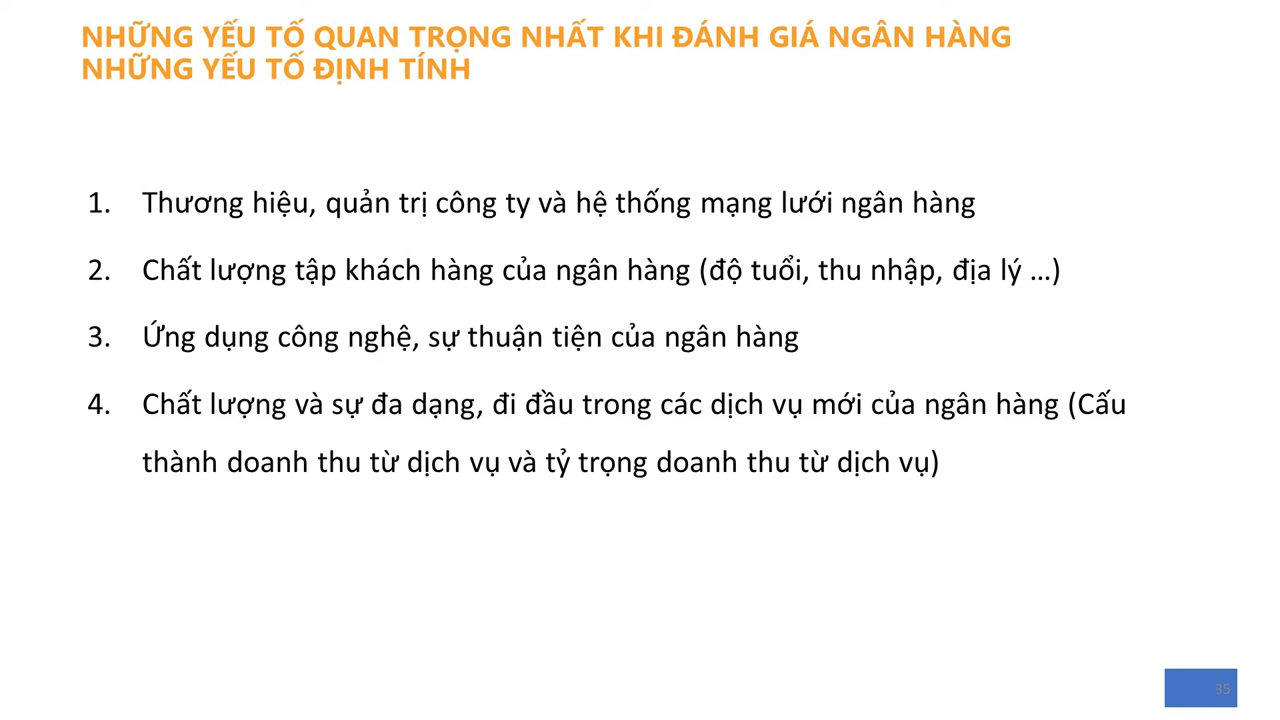 NHỮNG YẾU TỐ QUAN TRỌNG NHẤT KHI ĐÁNH GIÁ NGÂN HÀNG
NHỮNG YẾU TỐ ĐỊNH TÍNH
1. Thương hiệu, quản trị công ty và hệ thống mạng lưới ngân hàng
2. Chất lượng tập khách hàng của ngân hàng (độ tuổi, thu nhập, địa lý ...)
3. Ứng dụng công nghệ, sự thuận tiện của ngân hàng
4. Chất lượng và sự đa dạng, đi đầu trong các dịch vụ mới của ngân hàng (Cấu
thành doanh thu từ dịch vụ và tỷ trọng doanh thu từ dịch vụ)
35